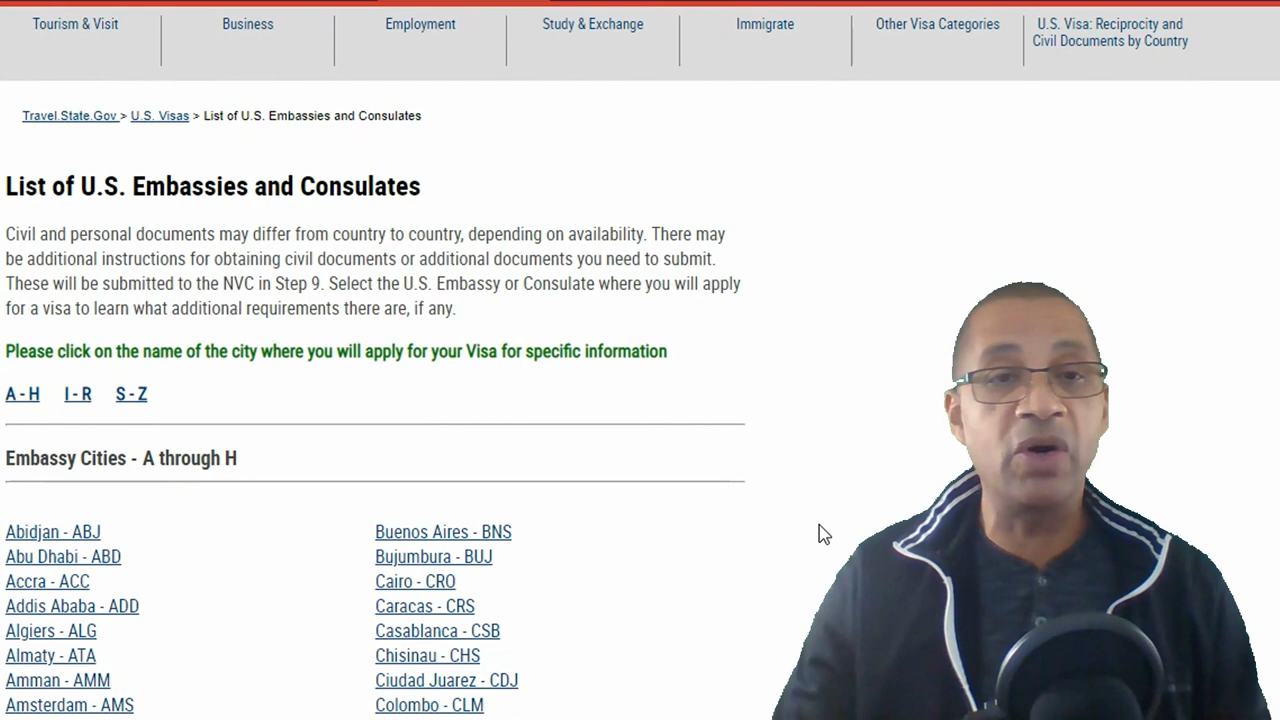 Tourism & Visit
Business
Employment
Study & Exchange
Immigrate
Other Visa Categories
U.S. Visa: Reciprocity and
Civil Documents by Country
Travel.State.Gov > U.S. Visas > List of U.S. Embassies and Consulates
List of U.S. Embassies and Consulates
Civil and personal documents may differ from country to country, depending on availability. There may
be additional instructions for obtaining civil documents or additional documents you need to submit.
These will be submitted to the NVC in Step 9. Select the U.S. Embassy or Consulate where you will apply
for a visa to learn what additional requirements there are, if any.
Please click on the name of the city where you will apply for your Visa for specific information
A - H I - R S - Z
Embassy Cities - A through H
Abidjan - ABJ
Abu Dhabi - ABD
Accra - ACC
Addis Ababa - ADD
Algiers - ALG
Almaty - ATA
Amman - AMM
Amsterdam - AMS
Buenos Aires - BNS
Bujumbura - BUJ
Cairo - CRO
Caracas - CRS
Casablanca - CSB
Chisinau - CHS
Ciudad Juarez - CDJ
Colombo - CLM